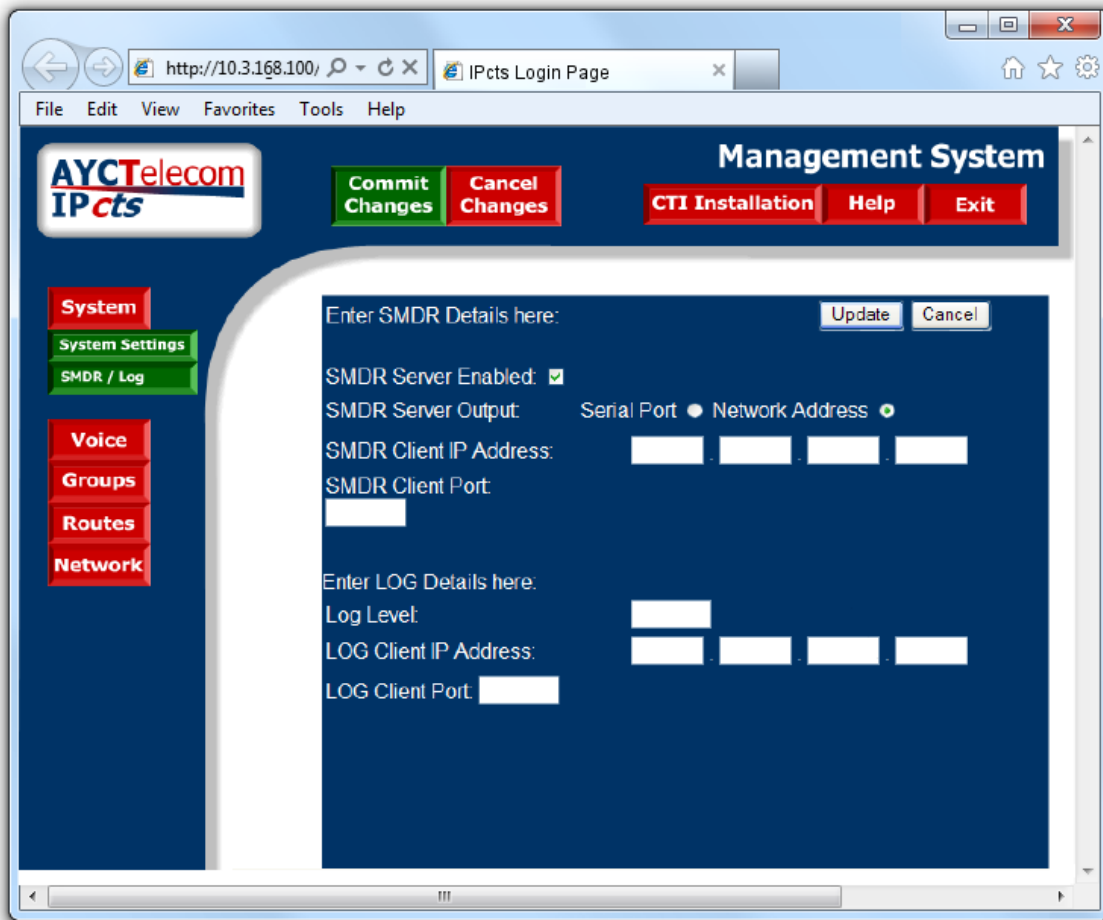 http://10.3.168.100/
IPcts Login Page
File Edit View Favorites Tools Help
AYCTelecom
IPcts
Commit Changes
Cancel Changes
Management System
CTI Installation
Help
Exit
System
System Settings
SMDR / Log
Voice
Groups
Routes
Network
Enter SMDR Details here:
Update
Cancel
SMDR Server Enabled:
SMDR Server Output: Serial Port Network Address
SMDR Client IP Address: . . .
SMDR Client Port:
Enter LOG Details here:
Log Level:
LOG Client IP Address: . . .
LOG Client Port: